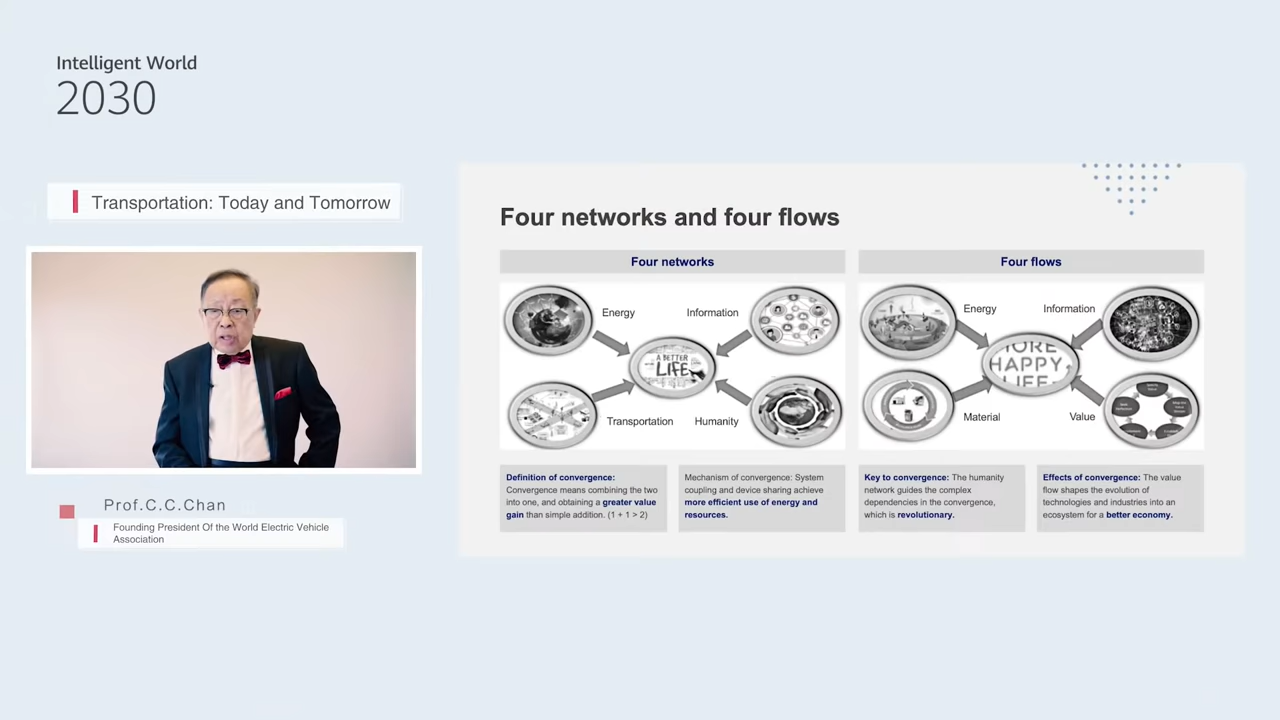 Intelligent World
2030
Transportation: Today and Tomorrow
Prof.C.C.Chan
Founding President Of the World Electric Vehicle
Association
Four networks and four flows
Four networks
Energy
Information
A BETTER
LIFE
Transportation
Humanity
Four flows
Energy
Information
MORE
HAPPY
LIFE
Material
Value
Definition of convergence:
Convergence means combining the two
into one, and obtaining a greater value
gain than simple addition. (1 + 1 > 2)
Mechanism of convergence: System
coupling and device sharing achieve
more efficient use of energy and
resources.
Key to convergence: The humanity
network guides the complex
dependencies in the convergence,
which is revolutionary.
Effects of convergence: The value
flow shapes the evolution of
technologies and industries into an
ecosystem for a better economy.